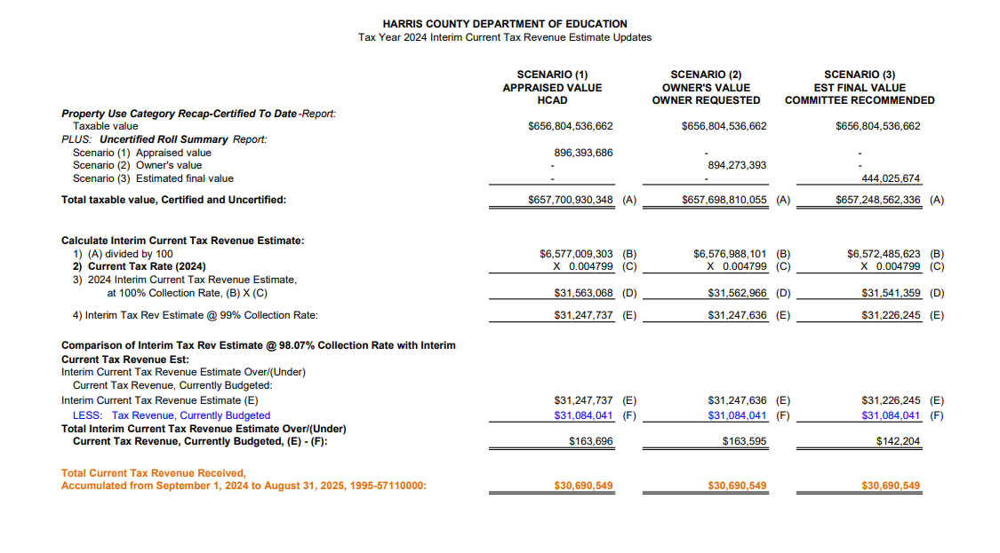 HARRIS COUNTY DEPARTMENT OF EDUCATION
Tax Year 2024 Interim Current Tax Revenue Estimate Updates
SCENARIO (1) SCENARIO (2) SCENARIO (3)
APPRAISED VALUE OWNER'S VALUE EST FINAL VALUE
HCAD OWNER REQUESTED COMMITTEE RECOMMENDED
Property Use Category Recap-Certified To Date-Report:
Taxable value $656,804,536,662 $656,804,536,662 $656,804,536,662
PLUS: Uncertified Roll Summary Report:
Scenario (1) Appraised value 896,393,686 - -
Scenario (2) Owner's value - 894,273,393 -
Scenario (3) Estimated final value - - 444,025,674
Total taxable value, Certified and Uncertified: $657,700,930,348 (A) $657,698,810,055 (A) $657,248,562,336 (A)
Calculate Interim Current Tax Revenue Estimate:
1) (A) divided by 100 $6,577,009,303 (B) $6,576,988,101 (B) $6,572,485,623 (B)
2) Current Tax Rate (2024) X 0.004799 (C) X 0.004799 (C) X 0.004799 (C)
3) 2024 Interim Current Tax Revenue Estimate,
at 100% Collection Rate, (B) X (C) $31,563,068 (D) $31,562,966 (D) $31,541,359 (D)
4) Interim Tax Rev Estimate @ 99% Collection Rate: $31,247,737 (E) $31,247,636 (E) $31,226,245 (E)
Comparison of Interim Tax Rev Estimate @ 98.07% Collection Rate with Interim
Current Tax Revenue Est:
Interim Current Tax Revenue Estimate Over/(Under)
Current Tax Revenue, Currently Budgeted:
Interim Current Tax Revenue Estimate (E) $31,247,737 (E) $31,247,636 (E) $31,226,245 (E)
LESS: Tax Revenue, Currently Budgeted $31,084,041 (F) $31,084,041 (F) $31,084,041 (F)
Total Interim Current Tax Revenue Estimate Over/(Under)
Current Tax Revenue, Currently Budgeted, (E) - (F): $163,696 $163,595 $142,204
Total Current Tax Revenue Received,
Accumulated from September 1, 2024 to August 31, 2025, 1995-57110000: $30,690,549 $30,690,549 $30,690,549